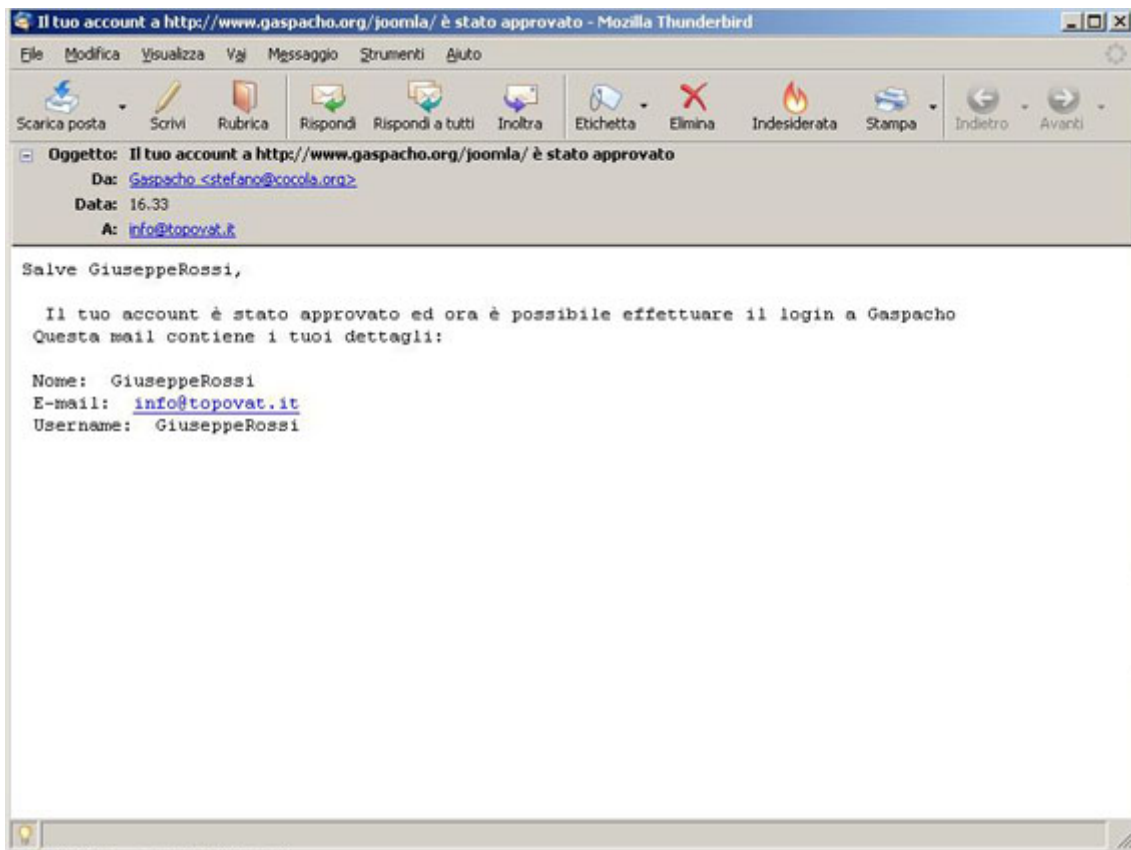 Il tuo account a http://www.gaspacho.org/joomla/ è stato approvato - Mozilla Thunderbird
File Modifica Visualizza Vai Messaggio Strumenti Aiuto
Scarica posta Scrivi Rubrica Rispondi Rispondi a tutti Inoltra Etichetta Elimina Indesiderata Stampa Indietro Avanti
Oggetto: Il tuo account a http://www.gaspacho.org/joomla/ è stato approvato
Da: Gaspacho <stefano@cocola.org>
Data: 16.33
A: info@topovat.it
Salve GiuseppeRossi,
Il tuo account è stato approvato ed ora è possibile effettuare il login a Gaspacho
Questa mail contiene i tuoi dettagli:
Nome: GiuseppeRossi
E-mail: info@topovat.it
Username: GiuseppeRossi